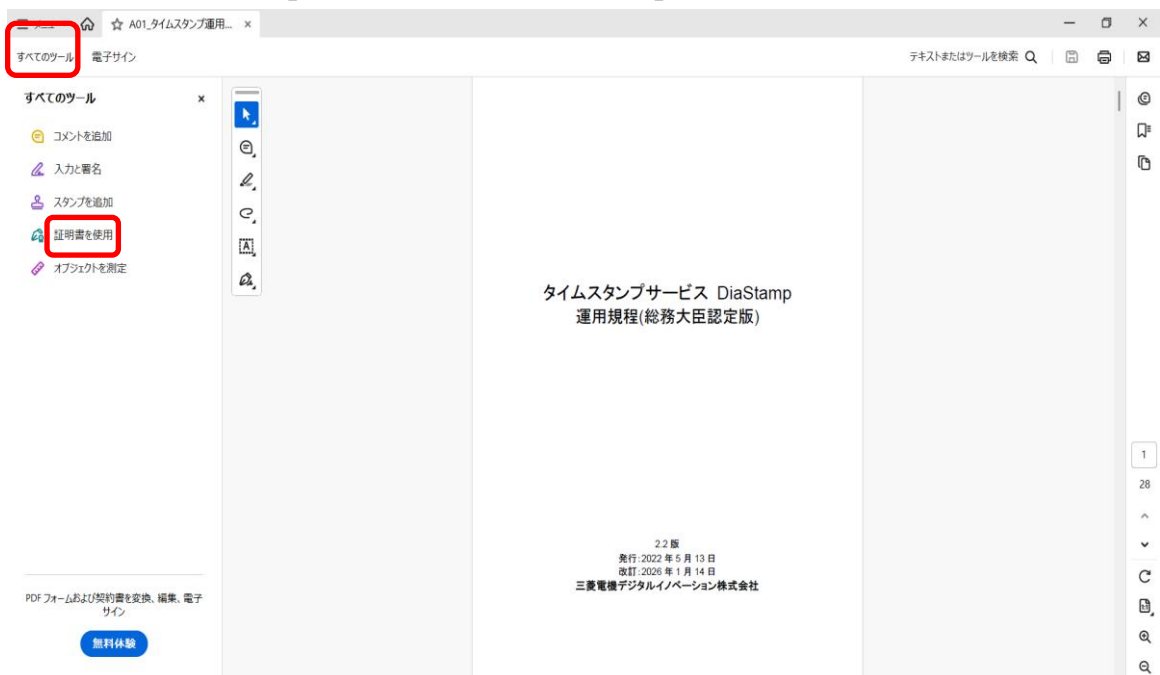 A01_タイムスタンプ運用...
すべてのツール 電子サイン
テキストまたはツールを検索
すべてのツール
コメントを追加
入力と署名
スタンプを追加
証明書を使用
オブジェクトを測定
タイムスタンプサービス DiaStamp
運用規程(総務大臣認定版)
2.2 版
発行:2022 年 5 月 13 日
改訂:2026 年 1 月 14 日
三菱電機デジタルイノベーション株式会社
PDF フォームおよび契約書を変換、編集、電子
サイン
無料体験
1
28